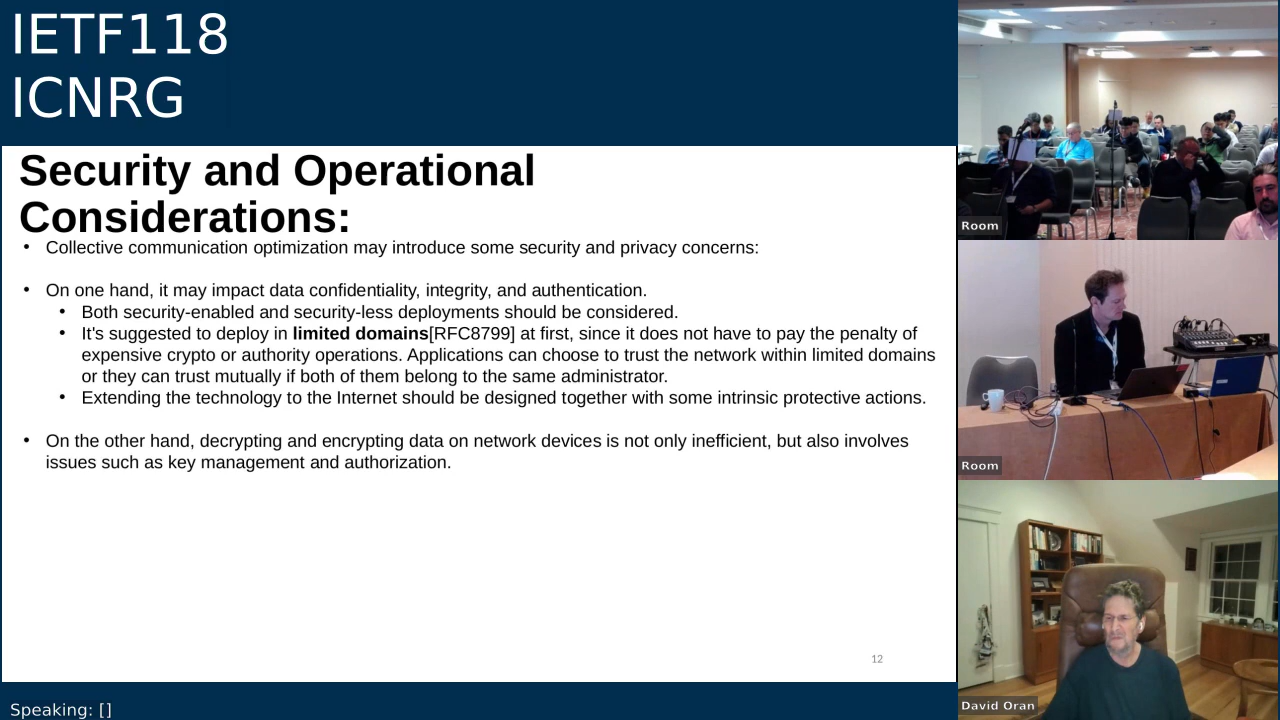 IETF118
ICNRG
Security and Operational
Considerations:
• Collective communication optimization may introduce some security and privacy concerns:
• On one hand, it may impact data confidentiality, integrity, and authentication.
• Both security-enabled and security-less deployments should be considered.
• It's suggested to deploy in limited domains[RFC8799] at first, since it does not have to pay the penalty of
expensive crypto or authority operations. Applications can choose to trust the network within limited domains
or they can trust mutually if both of them belong to the same administrator.
• Extending the technology to the Internet should be designed together with some intrinsic protective actions.
• On the other hand, decrypting and encrypting data on network devices is not only inefficient, but also involves
issues such as key management and authorization.
12
Speaking: []
Room
Room
David Oran